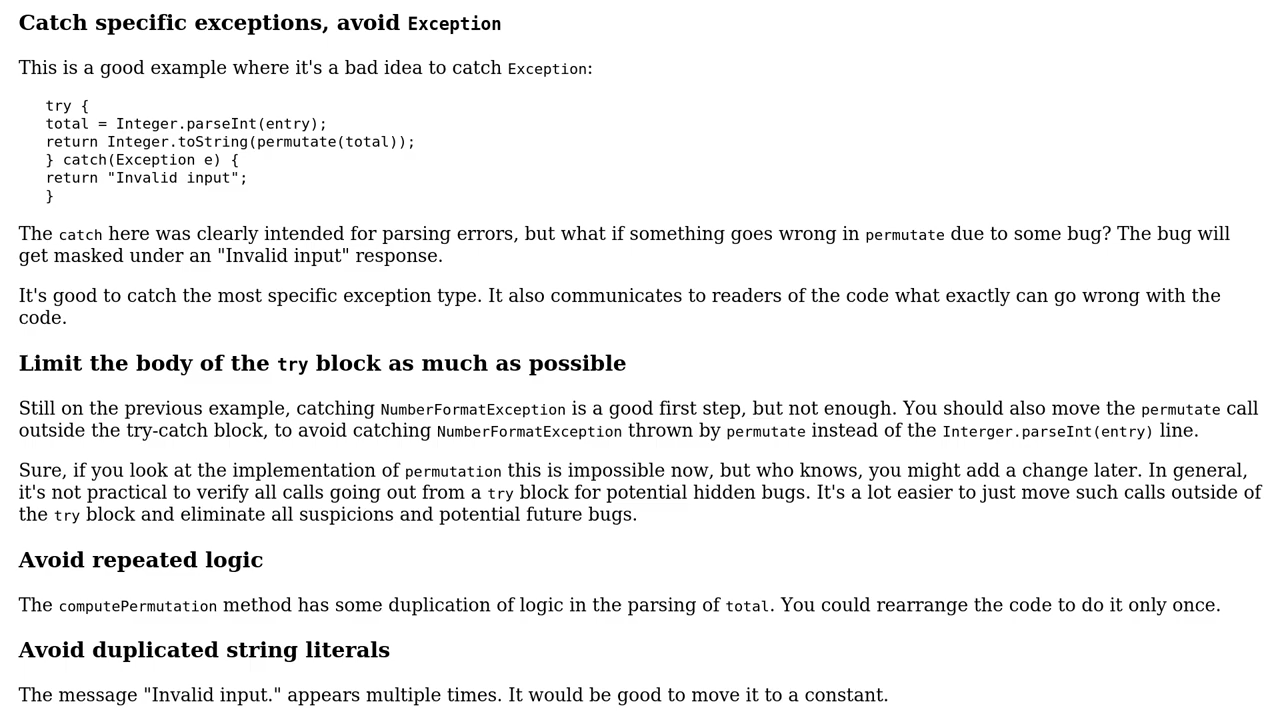 Catch specific exceptions, avoid Exception
This is a good example where it's a bad idea to catch Exception:
try {
total = Integer.parseInt(entry);
return Integer.toString(permutate(total));
} catch(Exception e) {
return "Invalid input";
}
The catch here was clearly intended for parsing errors, but what if something goes wrong in permutate due to some bug? The bug will
get masked under an "Invalid input" response.
It's good to catch the most specific exception type. It also communicates to readers of the code what exactly can go wrong with the
code.
Limit the body of the try block as much as possible
Still on the previous example, catching NumberFormatException is a good first step, but not enough. You should also move the permutate call
outside the try-catch block, to avoid catching NumberFormatException thrown by permutate instead of the Interger.parseInt(entry) line.
Sure, if you look at the implementation of permutation this is impossible now, but who knows, you might add a change later. In general,
it's not practical to verify all calls going out from a try block for potential hidden bugs. It's a lot easier to just move such calls outside of
the try block and eliminate all suspicions and potential future bugs.
Avoid repeated logic
The computePermutation method has some duplication of logic in the parsing of total. You could rearrange the code to do it only once.
Avoid duplicated string literals
The message "Invalid input." appears multiple times. It would be good to move it to a constant.